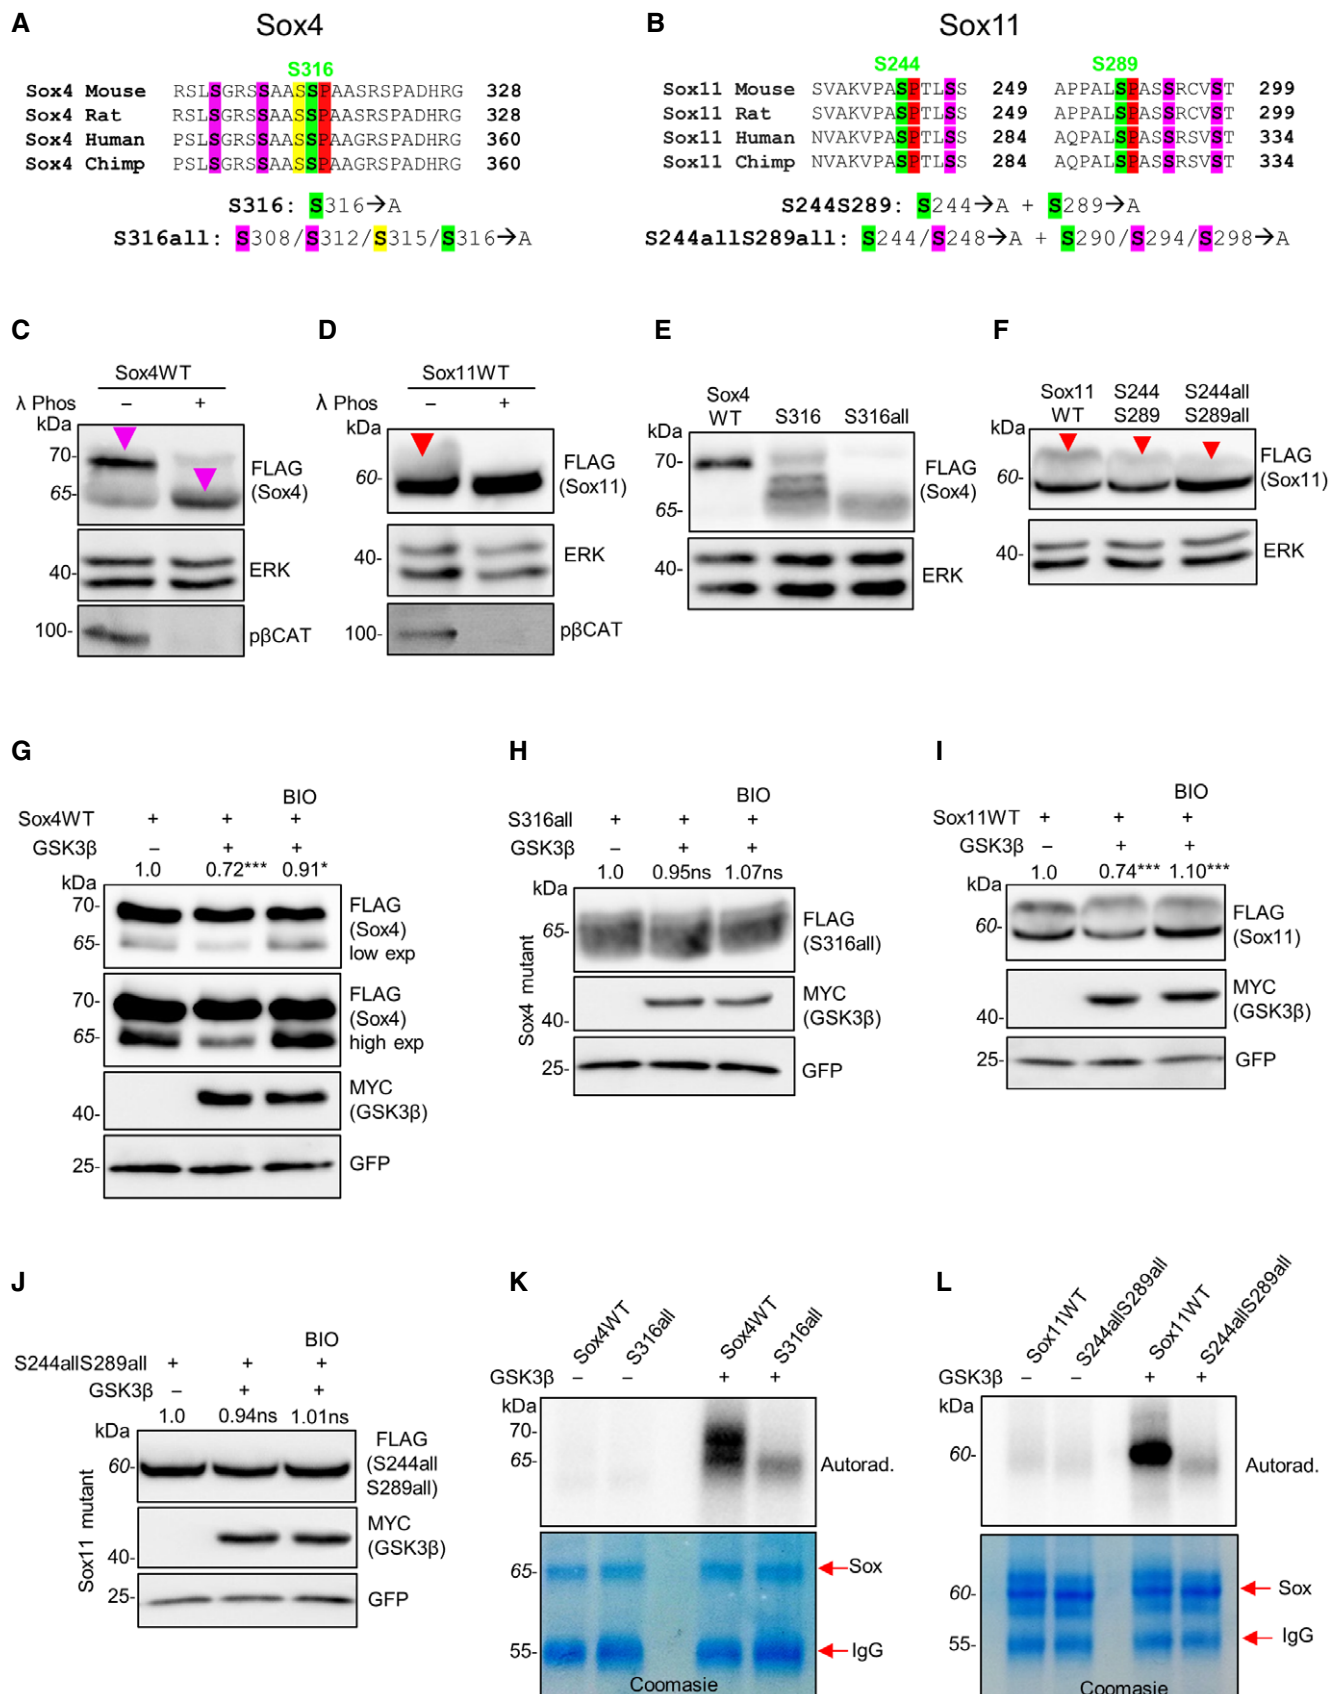 A
Sox4
S316
Sox4 Mouse RSLSGRSSAASSPAASRSPADHRG 328
Sox4 Rat RSLSGRSSAASSPAASRSPADHRG 328
Sox4 Human PSLSGRSSAASSPAAGRSPADHRG 360
Sox4 Chimp PSLSGRSSAASSPAAGRSPADHRG 360
S316: S316→A
S316all: S308/S312/S315/S316→A
B
Sox11
S244 S289
Sox11 Mouse SVAKVPASPTLSS 249 APPALSPASSRCVST 299
Sox11 Rat SVAKVPASPTLSS 249 APPALSPASSRCVST 299
Sox11 Human NVAKVPASPTLSS 284 AQPALSPASSRSVST 334
Sox11 Chimp NVAKVPASPTLSS 284 AQPALSPASSRSVST 334
S244S289: S244→A + S289→A
S244allS289all: S244/S248→A + S290/S294/S298→A
C
Sox4WT
λ Phos – +
kDa
70-
65-
FLAG
(Sox4)
40-
ERK
100-
pβCAT
D
Sox11WT
λ Phos – +
kDa
60-
FLAG
(Sox11)
40-
ERK
100-
pβCAT
E
Sox4
WT S316 S316all
kDa
70-
65-
FLAG
(Sox4)
40-
ERK
F
Sox11 S244 S244all
WT S289 S289all
kDa
60-
FLAG
(Sox11)
40-
ERK
G
BIO
Sox4WT + + +
GSK3β – + +
1.0 0.72*** 0.91*
kDa
70-
65-
FLAG
(Sox4)
low exp
70-
65-
FLAG
(Sox4)
high exp
40-
MYC
(GSK3β)
25-
GFP
H
BIO
S316all + + +
GSK3β – + +
1.0 0.95ns 1.07ns
kDa
65-
FLAG
(S316all)
Sox4 mutant
40-
MYC
(GSK3β)
25-
GFP
I
BIO
Sox11WT + + +
GSK3β – + +
1.0 0.74*** 1.10***
kDa
60-
FLAG
(Sox11)
40-
MYC
(GSK3β)
25-
GFP
J
BIO
S244allS289all + + +
GSK3β – + +
1.0 0.94ns 1.01ns
kDa
60-
FLAG
(S244all
S289all)
Sox11 mutant
40-
MYC
(GSK3β)
25-
GFP
K
Sox4WT S316all Sox4WT S316all
GSK3β – – + +
kDa
70-
65-
Autorad.
65-
Sox
55-
IgG
Coomasie
L
Sox11WT S244allS289all Sox11WT S244allS289all
GSK3β – – + +
kDa
60-
Autorad.
60-
Sox
55-
IgG
Coomasie